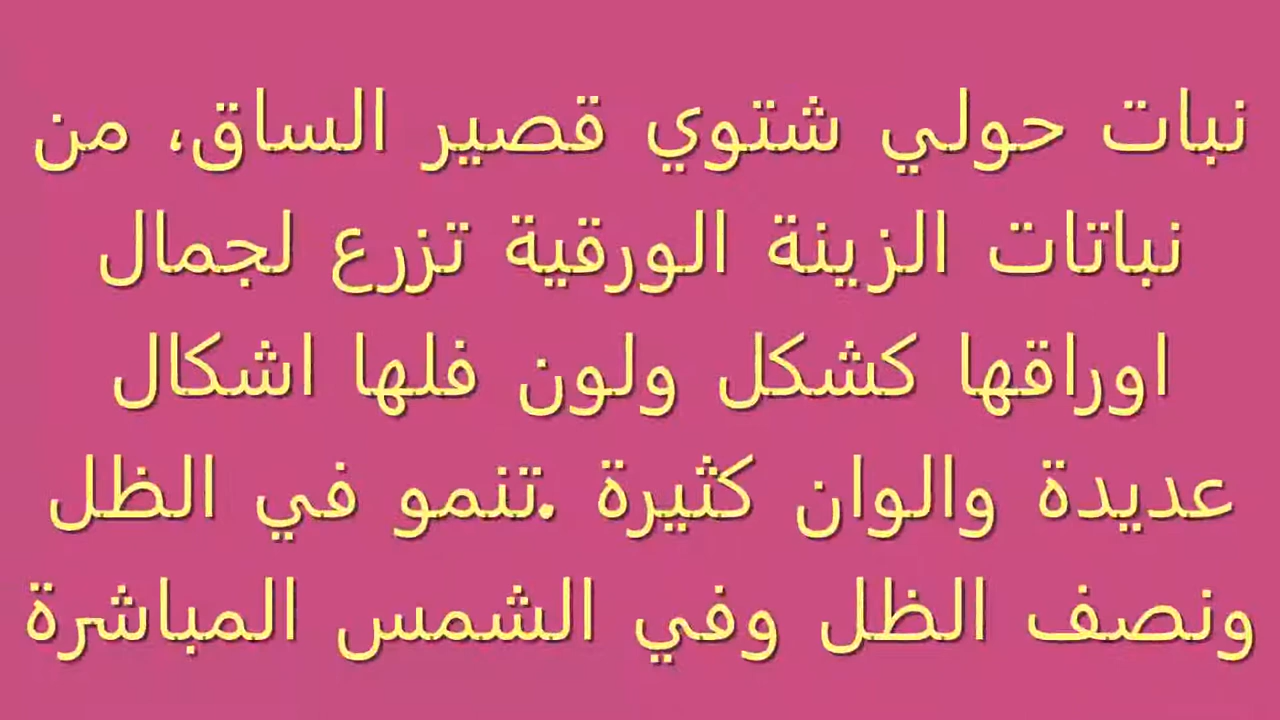 نبات حولي شتوي قصير الساق، من
نباتات الزينة الورقية تزرع لجمال
اوراقها كشكل ولون فلها اشكال
عديدة والوان كثيرة .تنمو في الظل
ونصف الظل وفي الشمس المباشرة